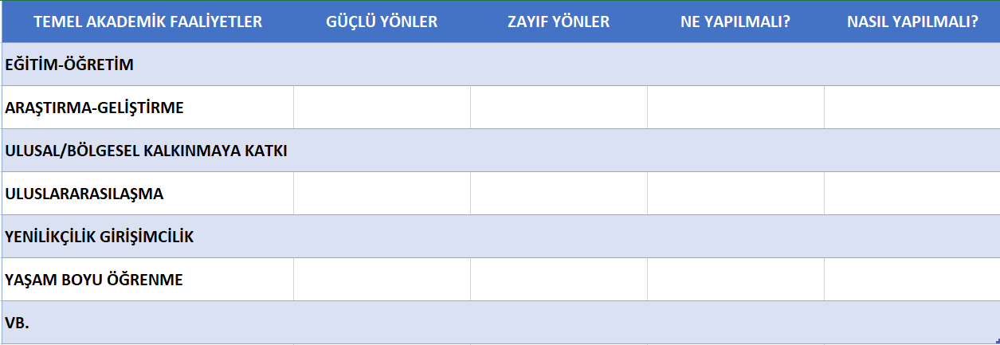 TEMEL AKADEMİK FAALİYETLER GÜÇLÜ YÖNLER ZAYIF YÖNLER NE YAPILMALI? NASIL YAPILMALI?
EĞİTİM-ÖĞRETİM
ARAŞTIRMA-GELİŞTİRME
ULUSAL/BÖLGESEL KALKINMAYA KATKI
ULUSLARARASILAŞMA
YENİLİKÇİLİK GİRİŞİMCİLİK
YAŞAM BOYU ÖĞRENME
VB.